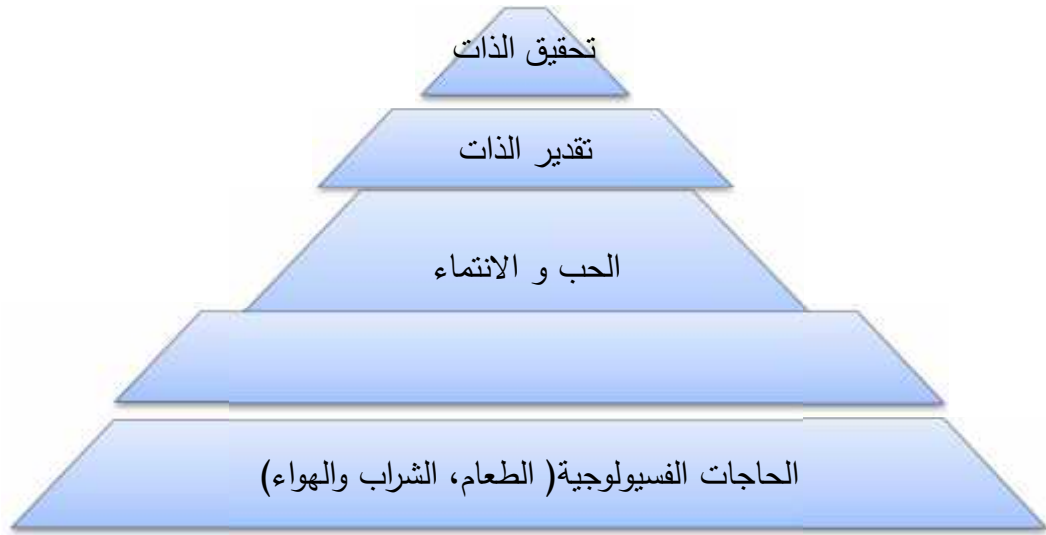 تحقيق الذات
تقدير الذات
الحب و الانتماء
الحاجات الفسيولوجية( الطعام، الشراب والهواء)